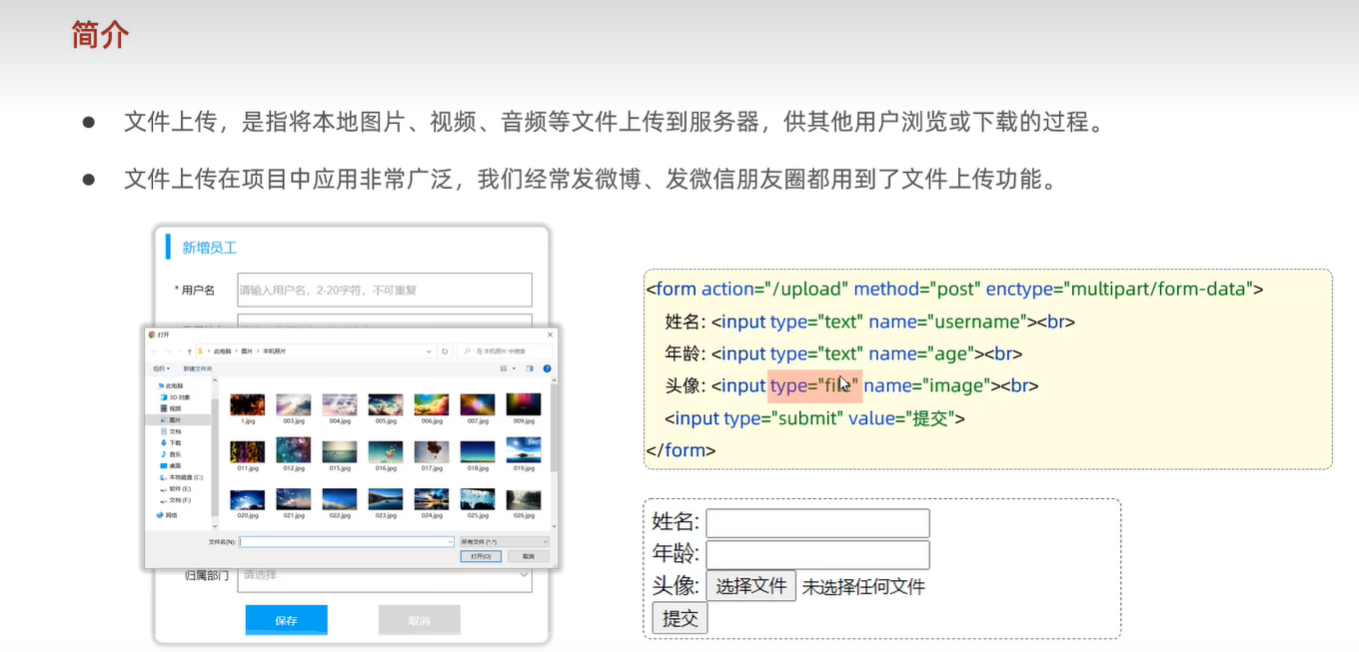 简介
● 文件上传，是指将本地图片、视频、音频等文件上传到服务器，供其他用户浏览或下载的过程。
● 文件上传在项目中应用非常广泛，我们经常发微博、发微信朋友圈都用到了文件上传功能。
新增员工
* 用户名 请输入用户名，2-20字符，不可重复
打开
此电脑 › 图片 › 本机照片
在 本机照片 中搜索
组织 新建文件夹
此电脑
3D 对象
视频
图片
文档
下载
音乐
桌面
本地磁盘 (C:)
软件 (E:)
文档 (F:)
网络
1.jpg 003.jpg 004.jpg 005.jpg 006.jpg 007.jpg 009.jpg
011.jpg 012.jpg 015.jpg 016.jpg 017.jpg 018.jpg 019.jpg
020.jpg 021.jpg 022.jpg 023.jpg 024.jpg 025.jpg 026.jpg
文件名(N): 所有文件 (*.*)
打开(O) 取消
归属部门 请选择
保存 取消
<form action="/upload" method="post" enctype="multipart/form-data">
姓名: <input type="text" name="username"><br>
年龄: <input type="text" name="age"><br>
头像: <input type="file" name="image"><br>
<input type="submit" value="提交">
</form>
姓名:
年龄:
头像: 选择文件 未选择任何文件
提交